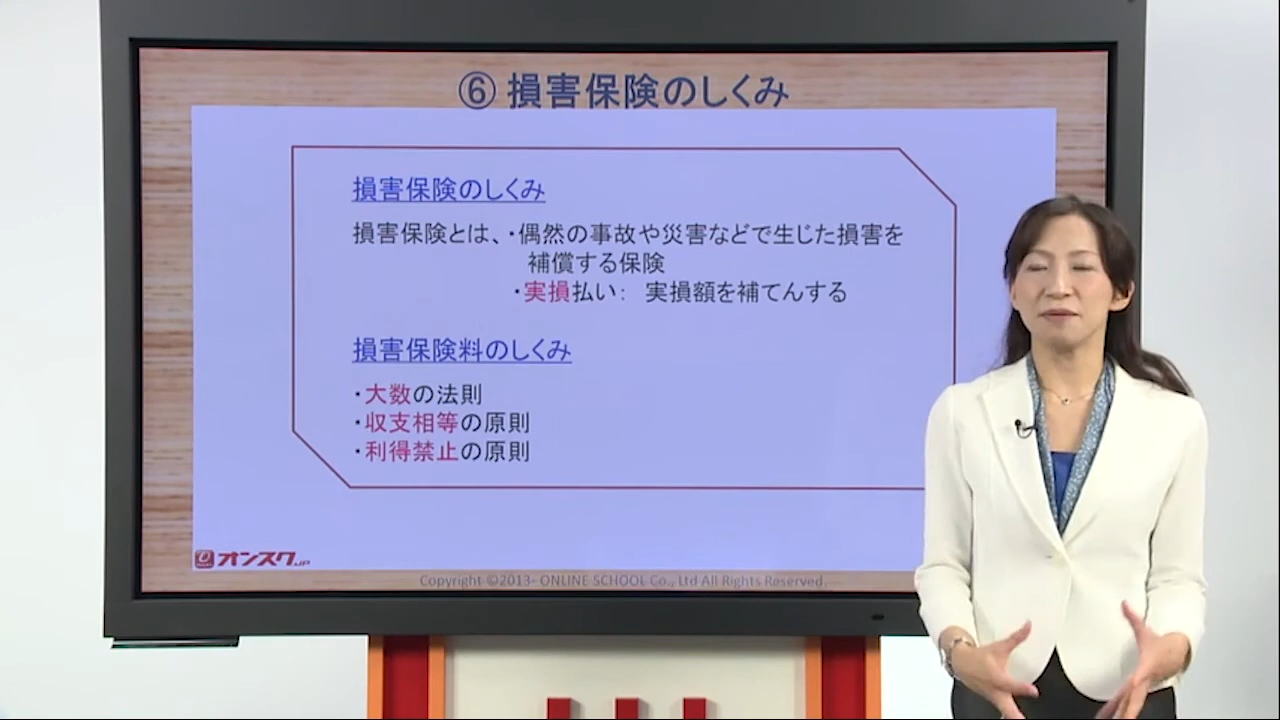 ⑥ 損害保険のしくみ
損害保険のしくみ
損害保険とは、・偶然の事故や災害などで生じた損害を
補償する保険
・実損払い： 実損額を補てんする
損害保険料のしくみ
・大数の法則
・収支相等の原則
・利得禁止の原則
オンスク.JP
Copyright ©2013- ONLINE SCHOOL Co., Ltd All Rights Reserved.